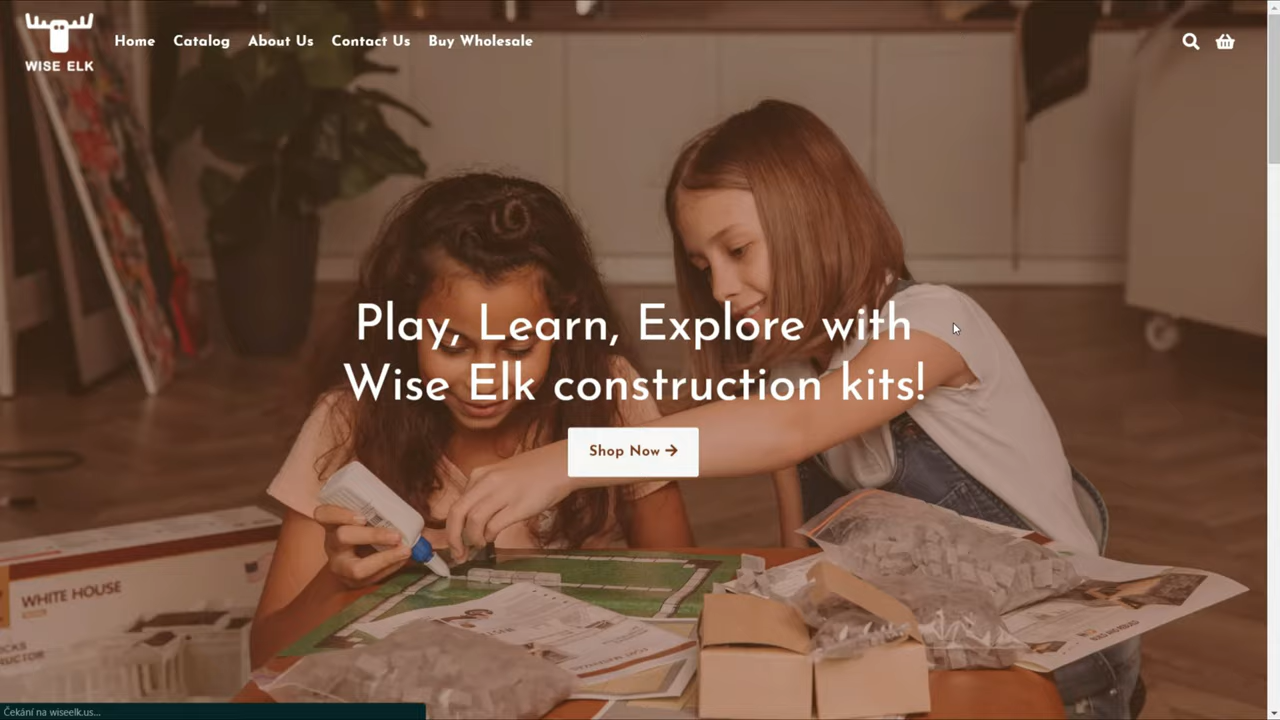 WISE ELK
Home
Catalog
About Us
Contact Us
Buy Wholesale
Play, Learn, Explore with
Wise Elk construction kits!
Shop Now
WHITE HOUSE
Čekání na wiseelk.us...